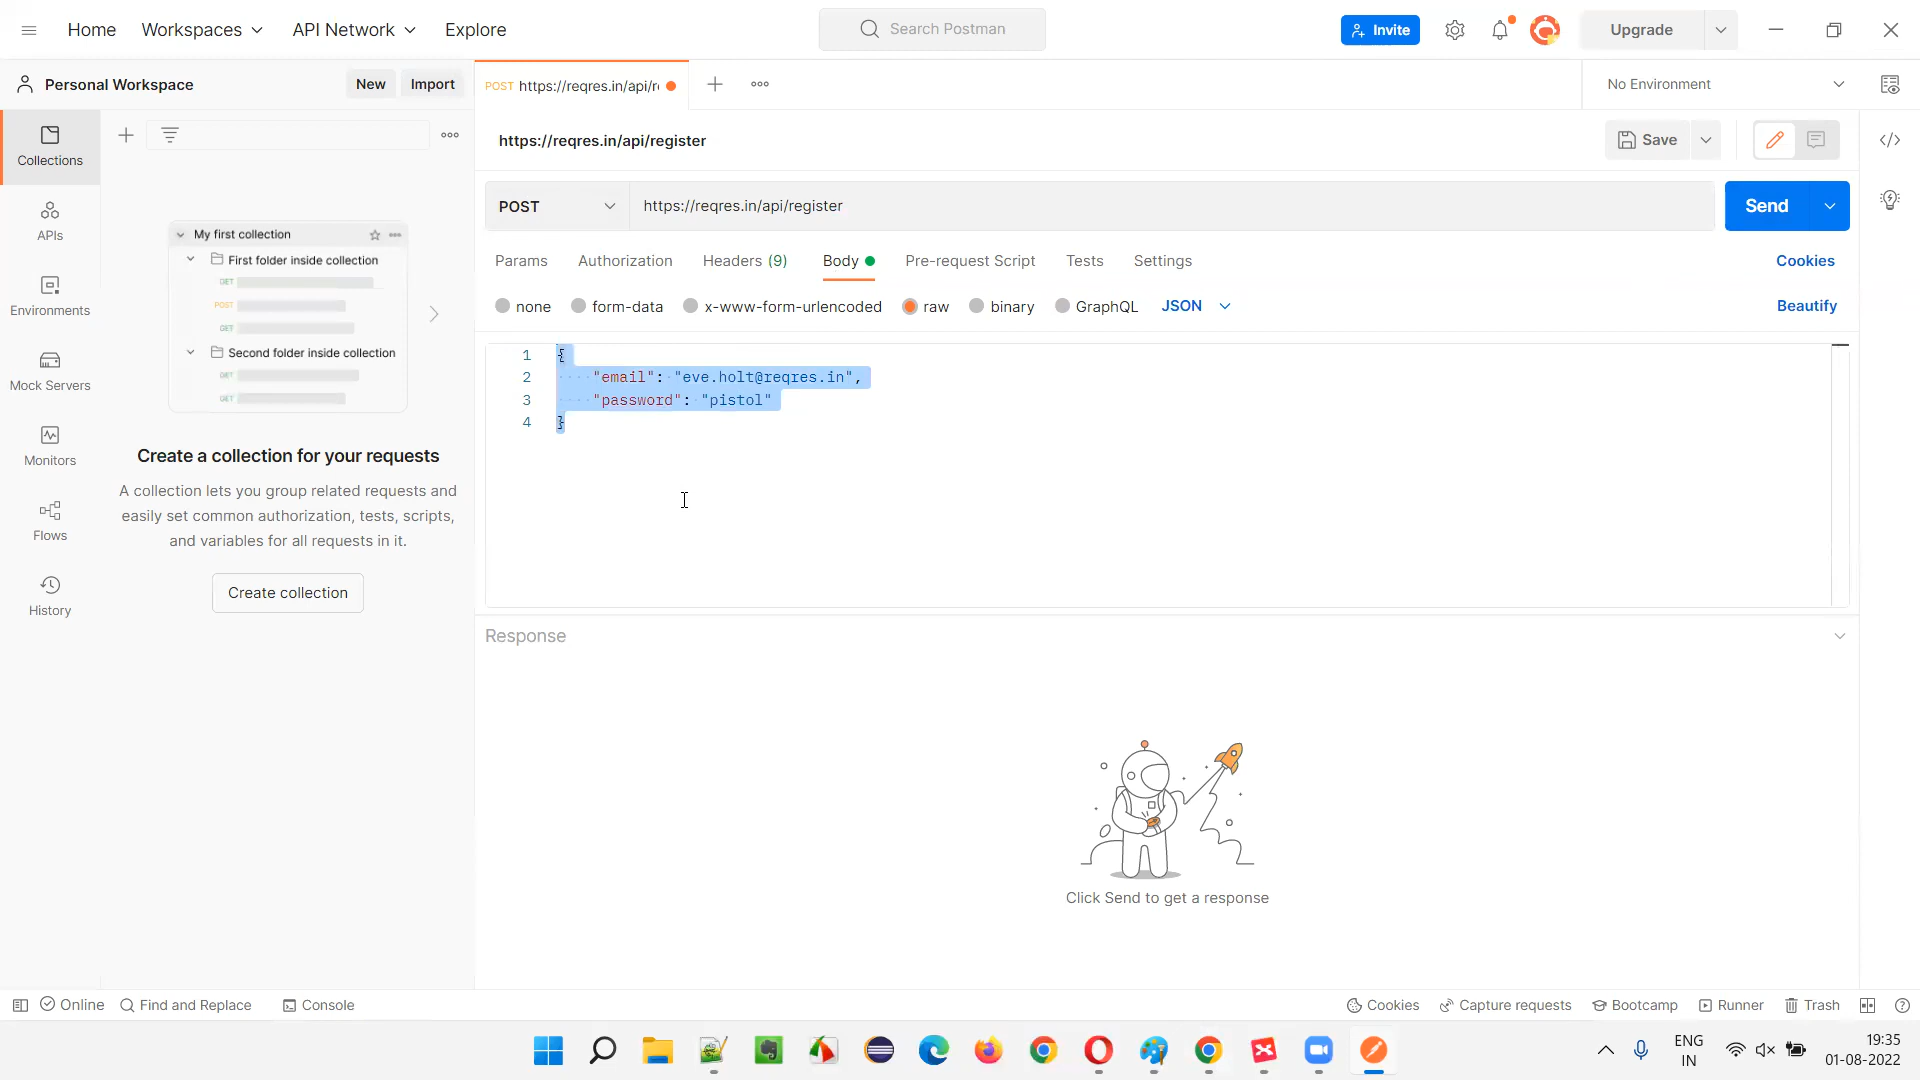 Home
Workspaces
API Network
Explore
Search Postman
Invite
Upgrade
Personal Workspace
New
Import
POST https://reqres.in/api/r
No Environment
https://reqres.in/api/register
Save
POST
https://reqres.in/api/register
Send
Params
Authorization
Headers (9)
Body
Pre-request Script
Tests
Settings
Cookies
none
form-data
x-www-form-urlencoded
raw
binary
GraphQL
JSON
Beautify
1 {
2 "email": "eve.holt@reqres.in",
3 "password": "pistol"
4 }
Collections
APIs
Environments
Mock Servers
Monitors
Flows
History
My first collection
First folder inside collection
GET
POST
GET
Second folder inside collection
GET
GET
Create a collection for your requests
A collection lets you group related requests and
easily set common authorization, tests, scripts,
and variables for all requests in it.
Create collection
Response
Click Send to get a response
Online
Find and Replace
Console
Cookies
Capture requests
Bootcamp
Runner
Trash
ENG
IN
19:35
01-08-2022